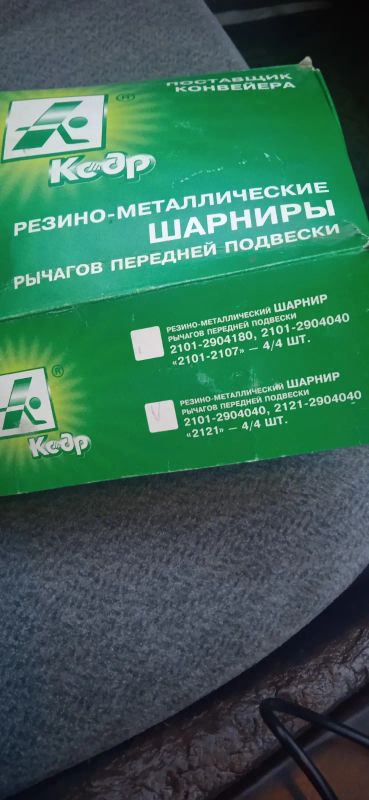 ПОСТАВЩИК
КОНВЕЙЕРА
®
Кедр
РЕЗИНО-МЕТАЛЛИЧЕСКИЕ
ШАРНИРЫ
РЫЧАГОВ ПЕРЕДНЕЙ ПОДВЕСКИ
РЕЗИНО-МЕТАЛЛИЧЕСКИЙ ШАРНИР
РЫЧАГОВ ПЕРЕДНЕЙ ПОДВЕСКИ
2101-2904180, 2101-2904040
«2101-2107» — 4/4 ШТ.
®
Кедр
V
РЕЗИНО-МЕТАЛЛИЧЕСКИЙ ШАРНИР
РЫЧАГОВ ПЕРЕДНЕЙ ПОДВЕСКИ
2101-2904040, 2121-2904040
«2121» — 4/4 ШТ.